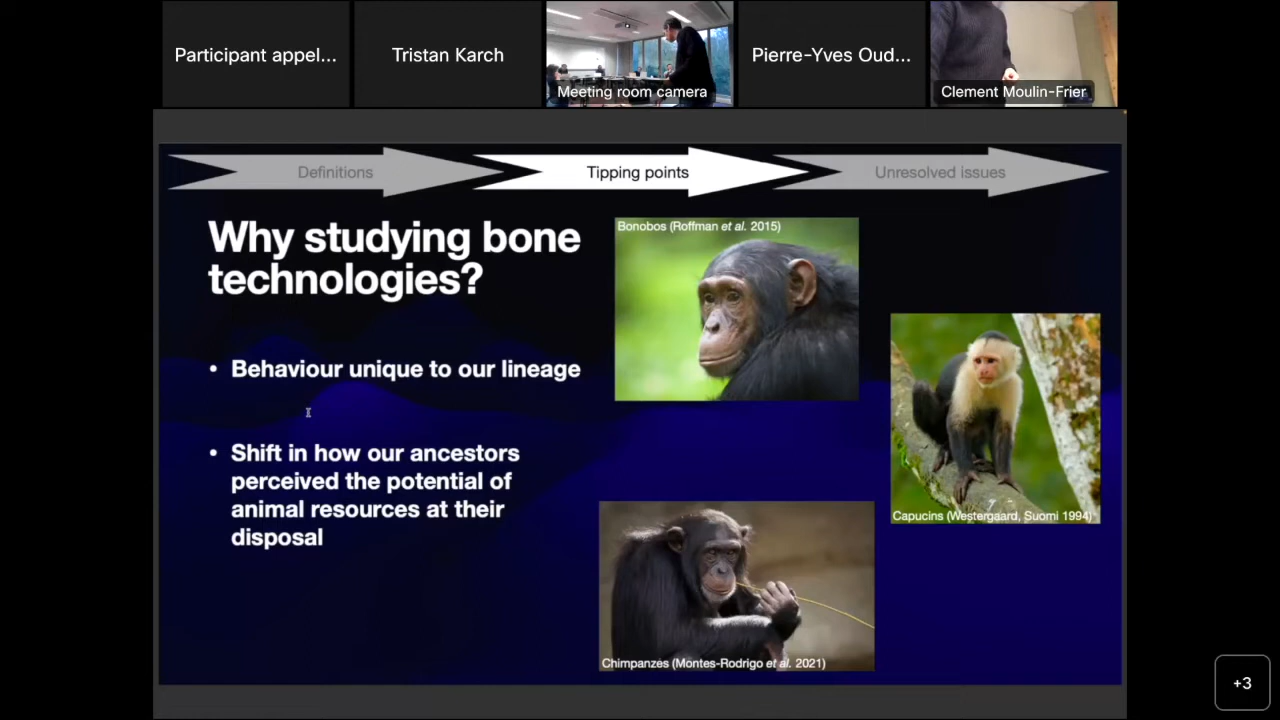 Participant appel...
Tristan Karch
Meeting room camera
Pierre-Yves Oud...
Clement Moulin-Frier
Definitions
Tipping points
Unresolved issues
Why studying bone
technologies?
• Behaviour unique to our lineage
• Shift in how our ancestors
perceived the potential of
animal resources at their
disposal
Bonobos (Roffman et al. 2015)
Capucins (Westergaard, Suomi 1994)
Chimpanzes (Montes-Rodrigo et al. 2021)
+3